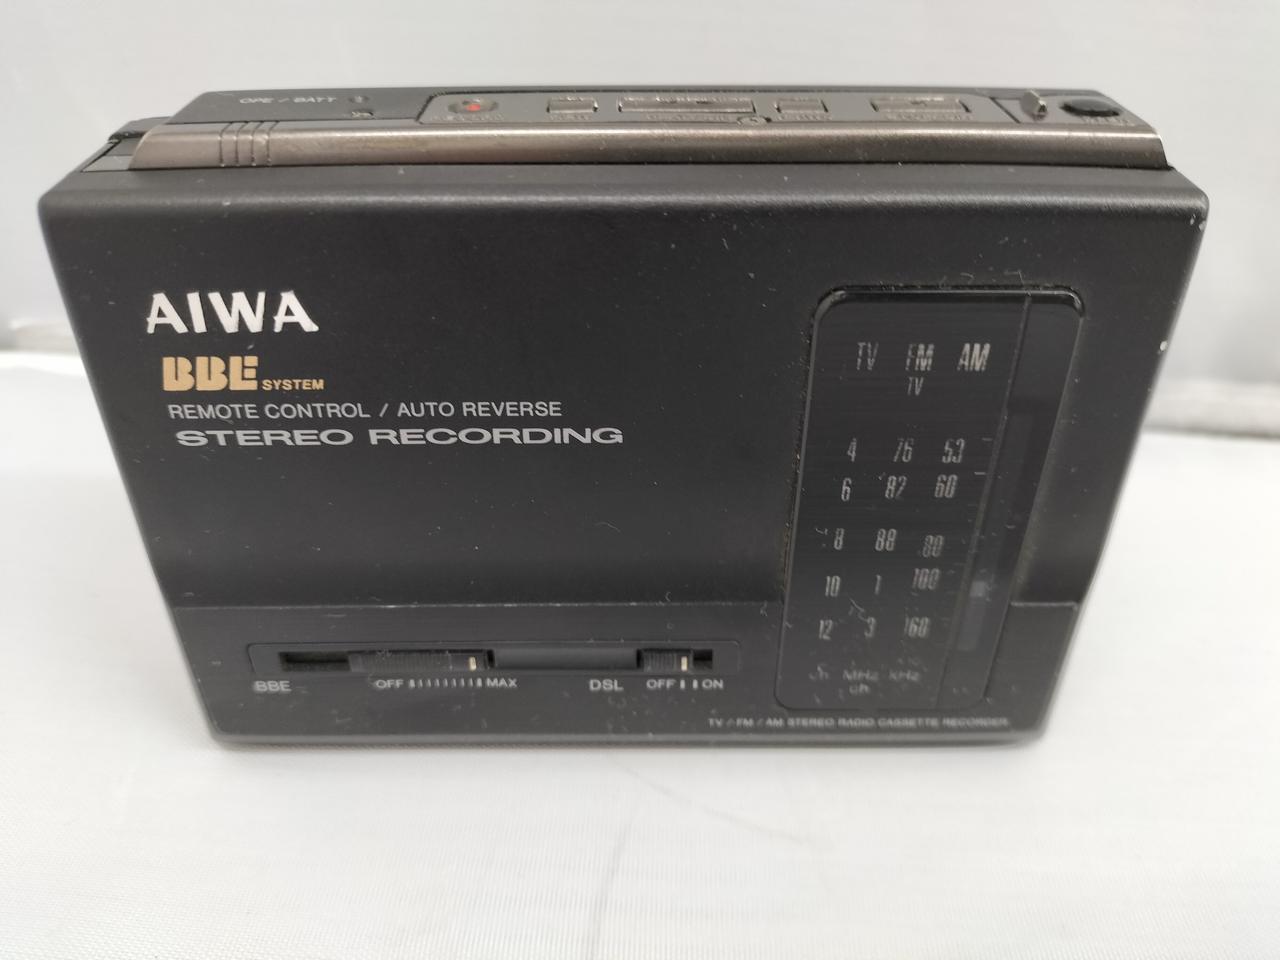 OPE / BATT
AIWA
BBE SYSTEM
REMOTE CONTROL / AUTO REVERSE
STEREO RECORDING
TV FM AM
TV
4 76 53
6 82 60
8 88 80
10 1 100
12 3 160
ch MHz kHz
ch
BBE OFF MAX DSL OFF ON
TV / FM / AM STEREO RADIO CASSETTE RECORDER